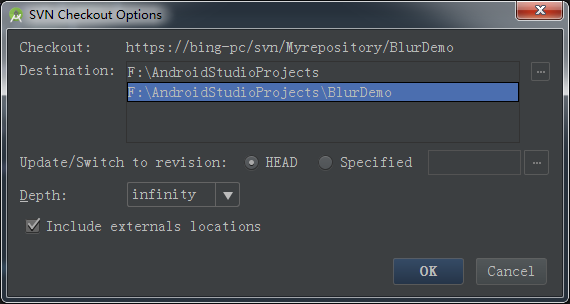 SVN Checkout Options
Checkout: https://bing-pc/svn/Myrepository/BlurDemo
Destination: F:\AndroidStudioProjects
F:\AndroidStudioProjects\BlurDemo
Update/Switch to revision: HEAD Specified
Depth: infinity
Include externals locations
OK Cancel